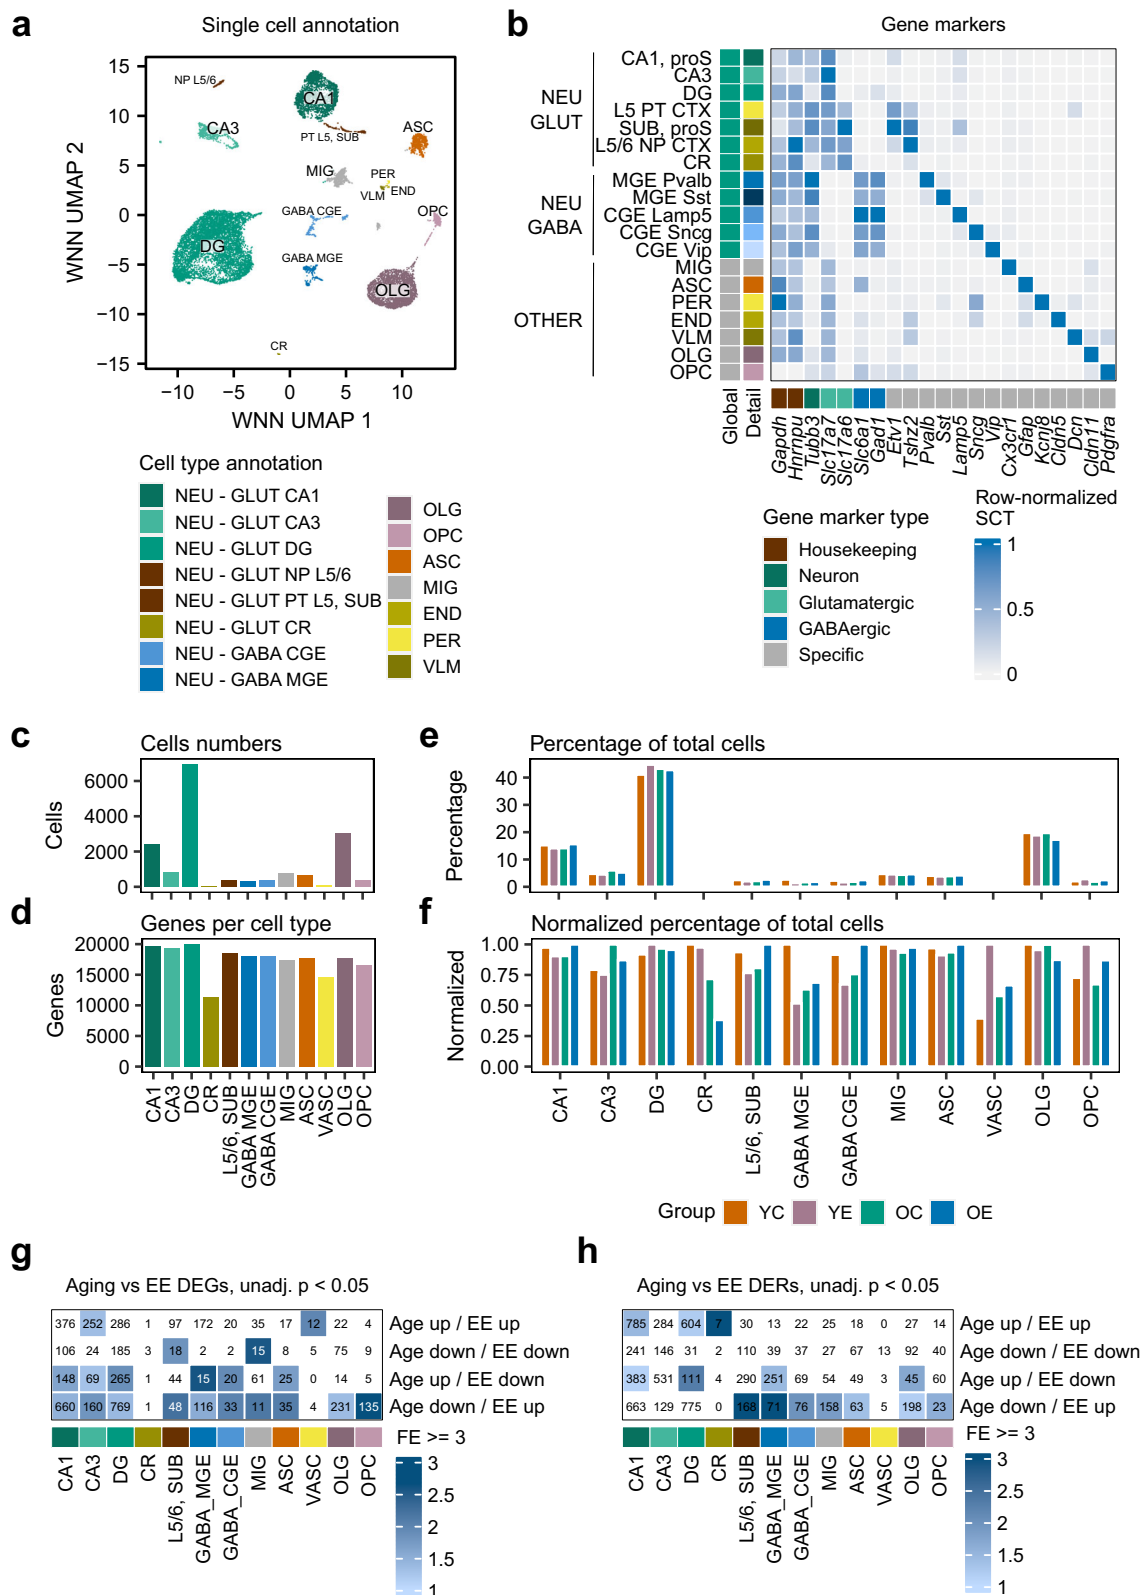 a
Single cell annotation
15
10
5
0
−5
−10
−15
−10
−5
0
5
10
WNN UMAP 2
WNN UMAP 1
NP L5/6
CA1
PT L5, SUB
CA3
ASC
MIG
PER
VLM
END
GABA CGE
OPC
DG
GABA MGE
OLG
CR
Cell type annotation
NEU - GLUT CA1
NEU - GLUT CA3
NEU - GLUT DG
NEU - GLUT NP L5/6
NEU - GLUT PT L5, SUB
NEU - GLUT CR
NEU - GABA CGE
NEU - GABA MGE
OLG
OPC
ASC
MIG
END
PER
VLM
b
Gene markers
NEU
GLUT
NEU
GABA
OTHER
CA1, proS
CA3
DG
L5 PT CTX
SUB, proS
L5/6 NP CTX
CR
MGE Pvalb
MGE Sst
CGE Lamp5
CGE Sncg
CGE Vip
MIG
ASC
PER
END
VLM
OLG
OPC
Global
Detail
Gapdh
Hnrnpu
Tubb3
Slc17a7
Slc17a6
Slc6a1
Gad1
Etv1
Tshz2
Pvalb
Sst
Lamp5
Sncg
Vip
Cx3cr1
Gfap
Kcnj8
Cldn5
Dcn
Cldn11
Pdgfra
Gene marker type
Housekeeping
Neuron
Glutamatergic
GABAergic
Specific
Row-normalized
SCT
1
0.5
0
c
Cells numbers
6000
4000
2000
0
Cells
d
Genes per cell type
20000
15000
10000
5000
0
Genes
CA1
CA3
DG
CR
L5/6, SUB
GABA MGE
GABA CGE
MIG
ASC
VASC
OLG
OPC
e
Percentage of total cells
40
30
20
10
0
Percentage
f
Normalized percentage of total cells
1.00
0.75
0.50
0.25
0.00
Normalized
CA1
CA3
DG
CR
L5/6, SUB
GABA MGE
GABA CGE
MIG
ASC
VASC
OLG
OPC
Group YC YE OC OE
g
Aging vs EE DEGs, unadj. p < 0.05
376 252 286 1 97 172 20 35 17 12 22 4 Age up / EE up
106 24 185 3 18 2 2 15 8 5 75 9 Age down / EE down
148 69 265 1 44 15 20 61 25 0 14 5 Age up / EE down
660 160 769 1 48 116 33 11 35 4 231 135 Age down / EE up
CA1
CA3
DG
CR
L5/6, SUB
GABA_MGE
GABA_CGE
MIG
ASC
VASC
OLG
OPC
FE >= 3
3
2.5
2
1.5
1
h
Aging vs EE DERs, unadj. p < 0.05
785 284 604 7 30 13 22 25 18 0 27 14 Age up / EE up
241 146 31 2 110 39 37 27 67 13 92 40 Age down / EE down
383 531 111 4 290 251 69 54 49 3 45 60 Age up / EE down
663 129 775 0 168 71 76 158 63 5 198 23 Age down / EE up
CA1
CA3
DG
CR
L5/6, SUB
GABA_MGE
GABA_CGE
MIG
ASC
VASC
OLG
OPC
FE >= 3
3
2.5
2
1.5
1